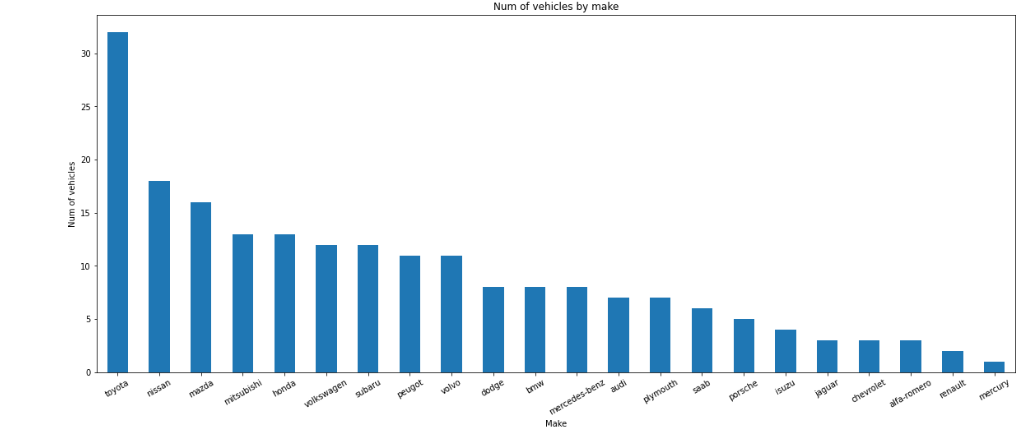 Num of vehicles by make
Num of vehicles
30
25
20
15
10
5
0
toyota
nissan
mazda
mitsubishi
honda
volkswagen
subaru
peugot
volvo
dodge
bmw
mercedes-benz
audi
plymouth
saab
porsche
isuzu
jaguar
chevrolet
alfa-romero
renault
mercury
Make